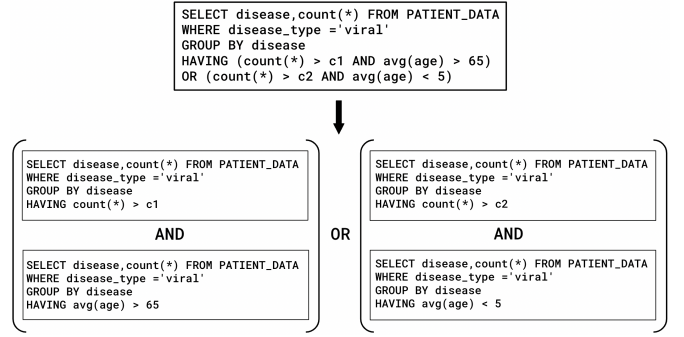 SELECT disease,count(*) FROM PATIENT_DATA
WHERE disease_type ='viral'
GROUP BY disease
HAVING (count(*) > c1 AND avg(age) > 65)
OR (count(*) > c2 AND avg(age) < 5)
SELECT disease,count(*) FROM PATIENT_DATA
WHERE disease_type ='viral'
GROUP BY disease
HAVING count(*) > c1
AND
SELECT disease,count(*) FROM PATIENT_DATA
WHERE disease_type ='viral'
GROUP BY disease
HAVING avg(age) > 65
OR
SELECT disease,count(*) FROM PATIENT_DATA
WHERE disease_type ='viral'
GROUP BY disease
HAVING count(*) > c2
AND
SELECT disease,count(*) FROM PATIENT_DATA
WHERE disease_type ='viral'
GROUP BY disease
HAVING avg(age) < 5